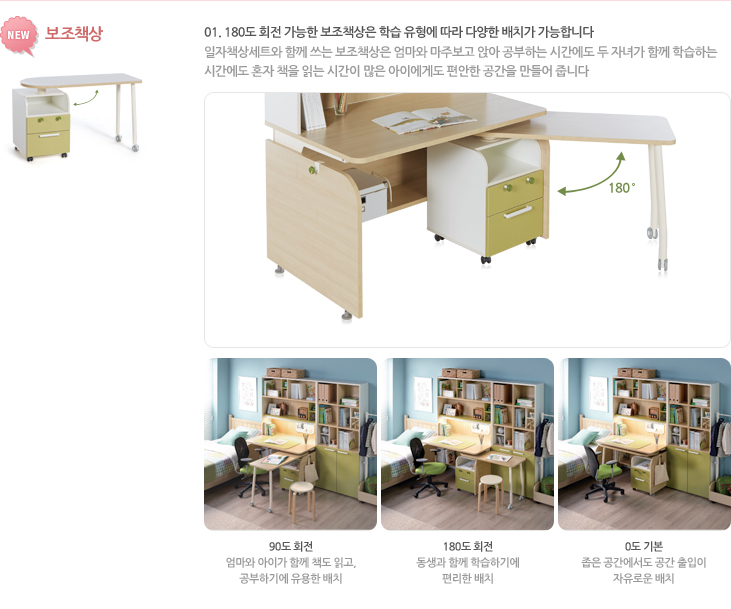 NEW 보조책상
01. 180도 회전 가능한 보조책상은 학습 유형에 따라 다양한 배치가 가능합니다
일자책상세트와 함께 쓰는 보조책상은 엄마와 마주보고 앉아 공부하는 시간에도 두 자녀가 함께 학습하는
시간에도 혼자 책을 읽는 시간이 많은 아이에게도 편안한 공간을 만들어 줍니다
180°
90도 회전
엄마와 아이가 함께 책도 읽고,
공부하기에 유용한 배치
180도 회전
동생과 함께 학습하기에
편리한 배치
0도 기본
좁은 공간에서도 공간 출입이
자유로운 배치